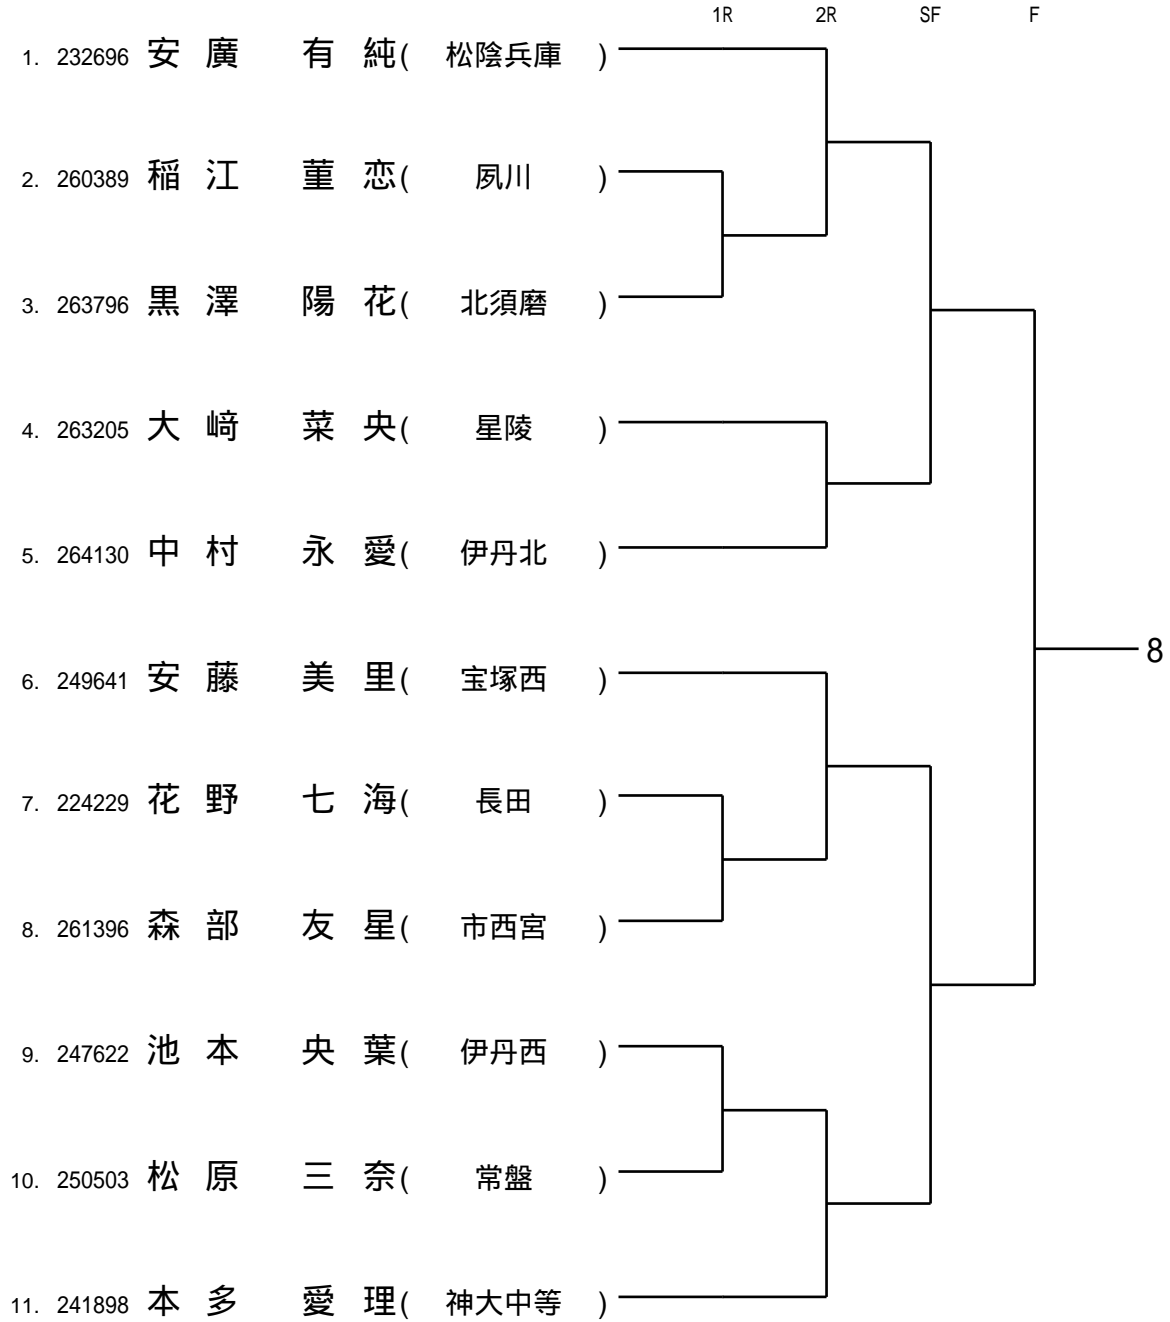 1R 2R SF F
1. 232696 安廣 有純( 松陰兵庫 )
2. 260389 稲江 菫恋( 夙川 )
3. 263796 黒澤 陽花( 北須磨 )
4. 263205 大﨑 菜央( 星陵 )
5. 264130 中村 永愛( 伊丹北 )
8
6. 249641 安藤 美里( 宝塚西 )
7. 224229 花野 七海( 長田 )
8. 261396 森部 友星( 市西宮 )
9. 247622 池本 央葉( 伊丹西 )
10. 250503 松原 三奈( 常盤 )
11. 241898 本多 愛理( 神大中等 )